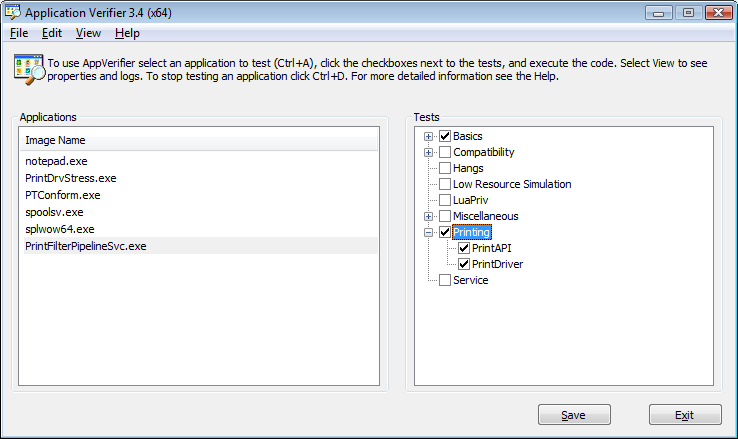 Application Verifier 3.4 (x64)
File Edit View Help
To use AppVerifier select an application to test (Ctrl+A), click the checkboxes next to the tests, and execute the code. Select View to see
properties and logs. To stop testing an application click Ctrl+D. For more detailed information see the Help.
Applications
Image Name
notepad.exe
PrintDrvStress.exe
PTConform.exe
spoolsv.exe
splwow64.exe
PrintFilterPipelineSvc.exe
Tests
Basics
Compatibility
Hangs
Low Resource Simulation
LuaPriv
Miscellaneous
Printing
PrintAPI
PrintDriver
Service
Save
Exit